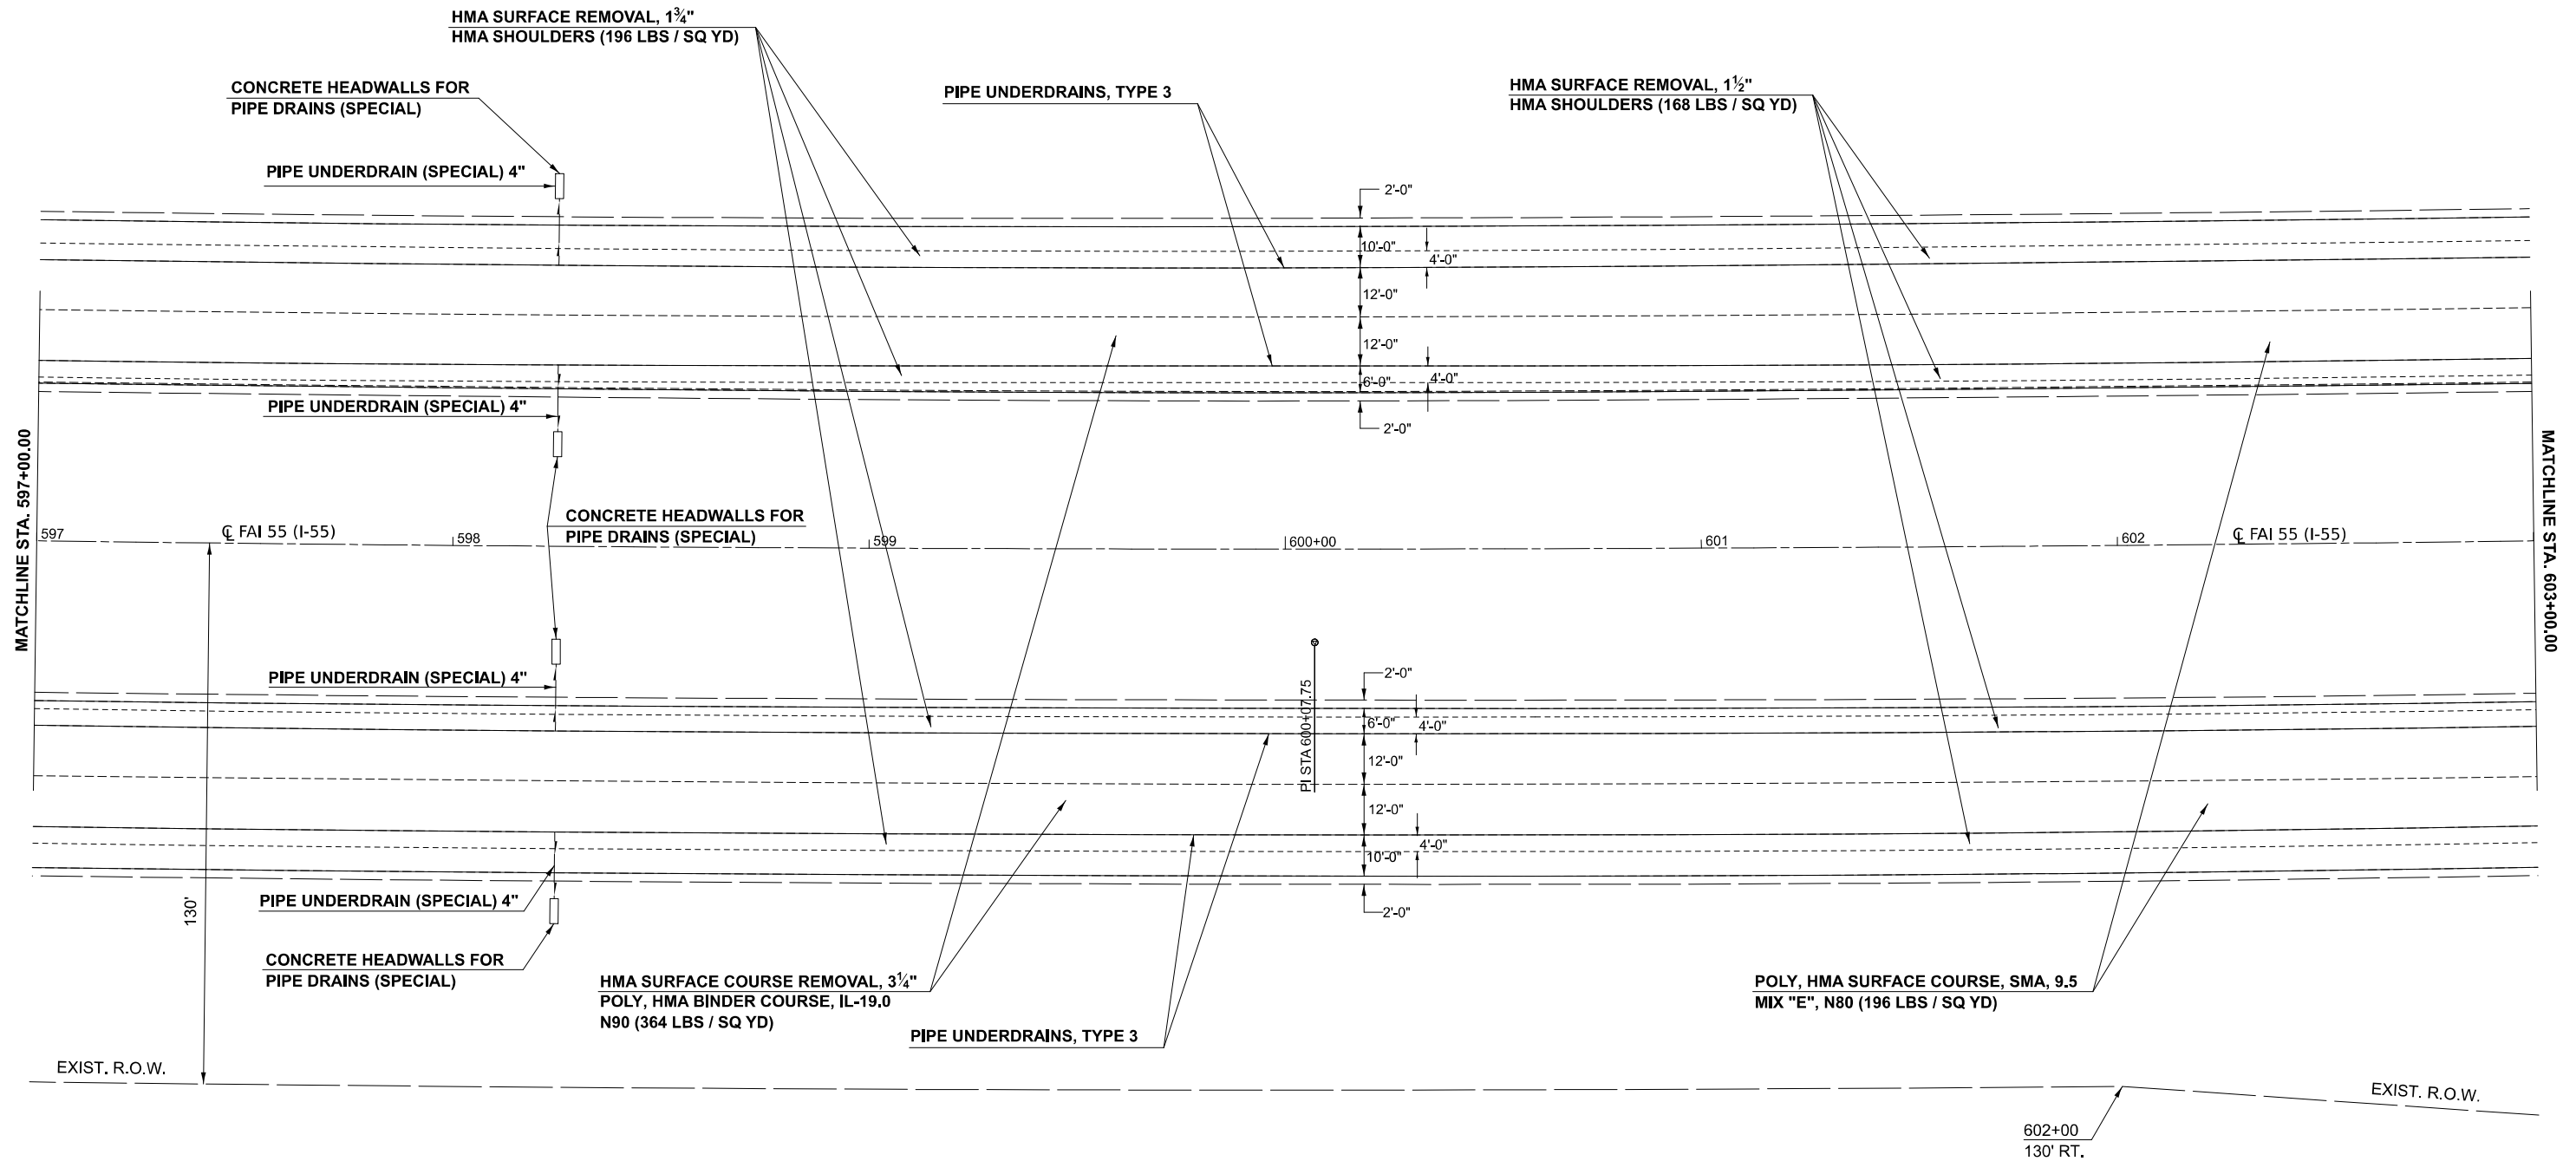 HMA SURFACE REMOVAL, 1¾"
HMA SHOULDERS (196 LBS / SQ YD)
CONCRETE HEADWALLS FOR
PIPE DRAINS (SPECIAL)
PIPE UNDERDRAINS, TYPE 3
HMA SURFACE REMOVAL, 1½"
HMA SHOULDERS (168 LBS / SQ YD)
PIPE UNDERDRAIN (SPECIAL) 4"
2'-0"
10'-0"
4'-0"
12'-0"
12'-0"
6'-0"
4'-0"
2'-0"
PIPE UNDERDRAIN (SPECIAL) 4"
MATCHLINE STA. 597+00.00
MATCHLINE STA. 603+00.00
CONCRETE HEADWALLS FOR
PIPE DRAINS (SPECIAL)
597
℄ FAI 55 (I-55)
598
599
600+00
601
602
℄ FAI 55 (I-55)
PIPE UNDERDRAIN (SPECIAL) 4"
PI STA 600+07.75
2'-0"
6'-0"
4'-0"
12'-0"
12'-0"
4'-0"
10'-0"
2'-0"
130'
PIPE UNDERDRAIN (SPECIAL) 4"
CONCRETE HEADWALLS FOR
PIPE DRAINS (SPECIAL)
HMA SURFACE COURSE REMOVAL, 3¼"
POLY, HMA BINDER COURSE, IL-19.0
N90 (364 LBS / SQ YD)
PIPE UNDERDRAINS, TYPE 3
POLY, HMA SURFACE COURSE, SMA, 9.5
MIX "E", N80 (196 LBS / SQ YD)
EXIST. R.O.W.
EXIST. R.O.W.
602+00
130' RT.